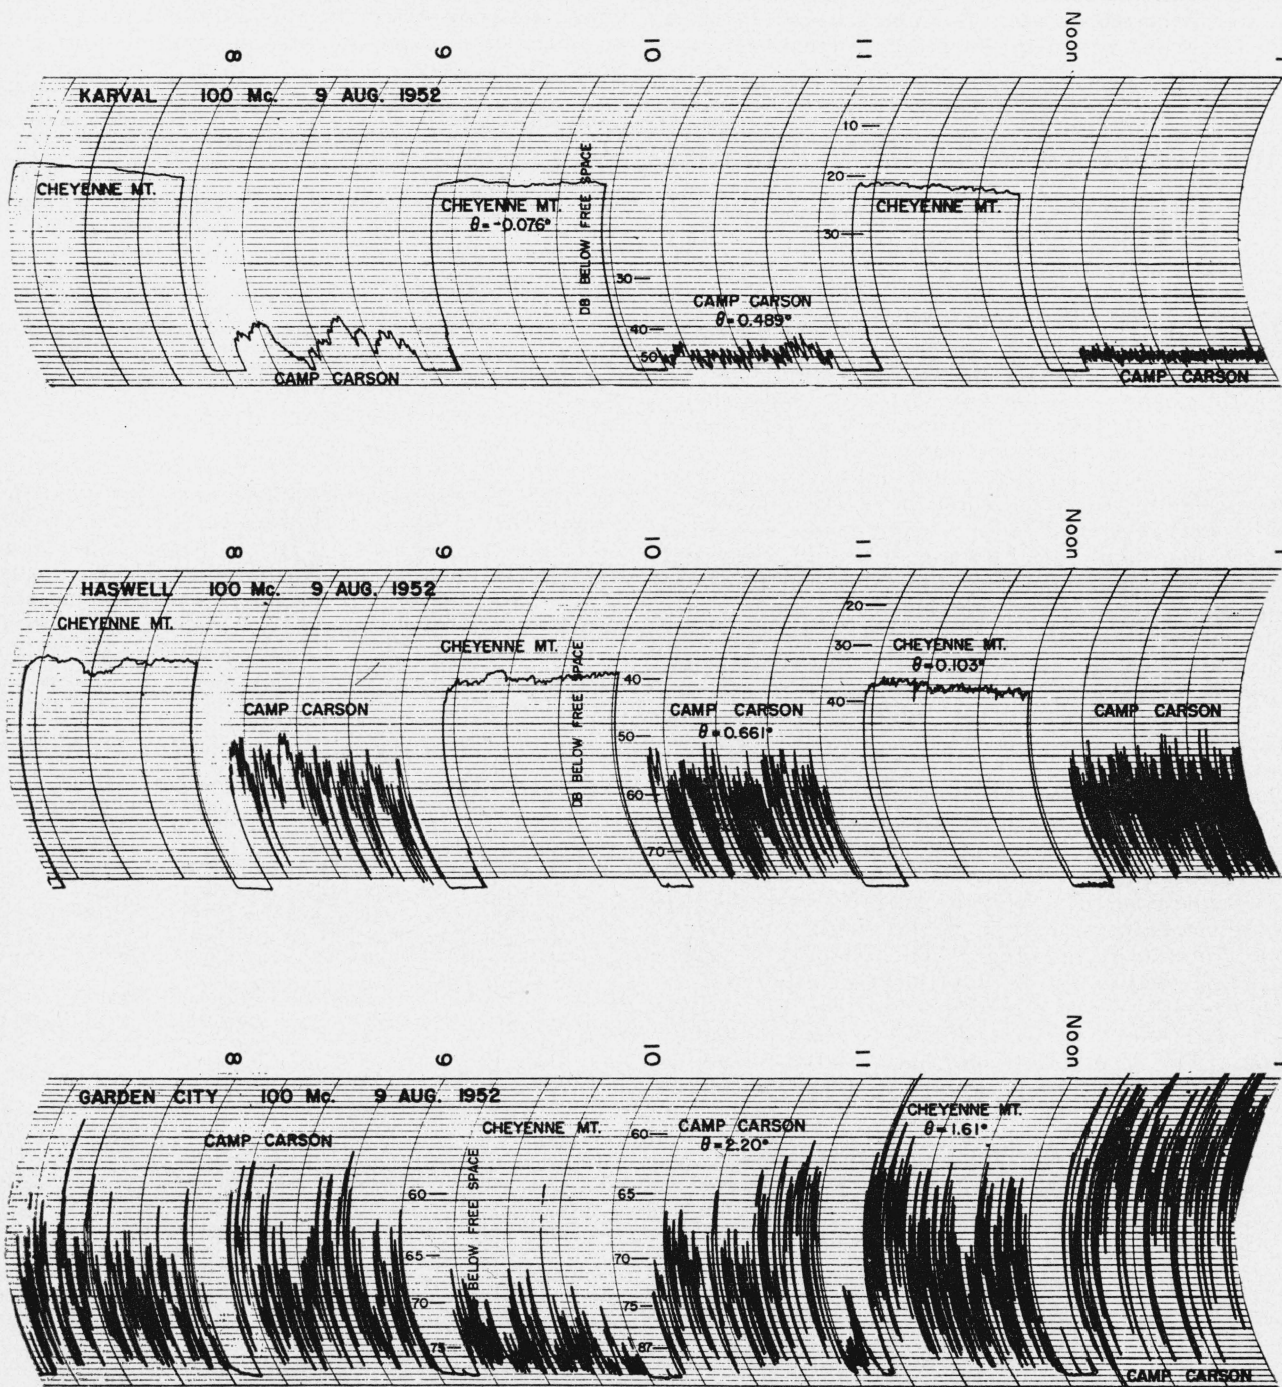 8 9 10 11 Noon 1
KARVAL 100 Mc. 9 AUG. 1952
10
20
30
CHEYENNE MT.
CHEYENNE MT.
θ = -0.076°
CHEYENNE MT.
DB BELOW FREE SPACE
30
40
50
CAMP CARSON
θ = 0.489°
CAMP CARSON
CAMP CARSON
8 9 10 11 Noon 1
HASWELL 100 Mc. 9 AUG. 1952
CHEYENNE MT.
CHEYENNE MT.
CHEYENNE MT.
θ = 0.103°
20
30
40
DB BELOW FREE SPACE
40
50
60
70
CAMP CARSON
CAMP CARSON
θ = 0.661°
CAMP CARSON
8 9 10 11 Noon 1
GARDEN CITY 100 Mc. 9 AUG. 1952
CAMP CARSON
CHEYENNE MT.
CAMP CARSON
θ = 2.20°
CHEYENNE MT.
θ = 1.61°
60
65
70
75
BELOW FREE SPACE
60
65
70
75
87
CAMP CARSON